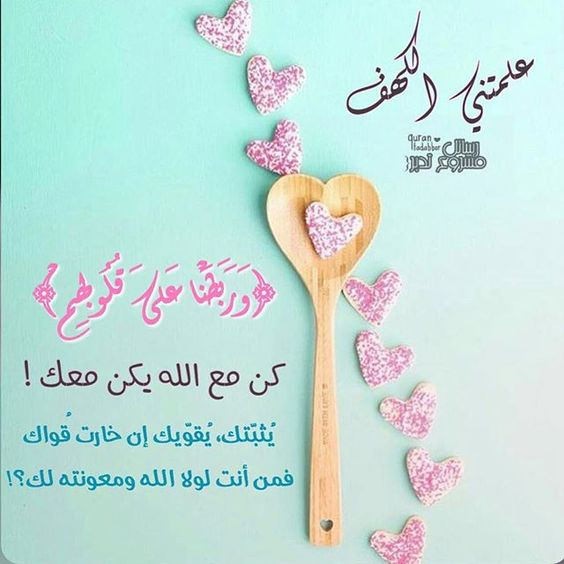 علمتني الكهف
quran
tadabbor
رسائل
مشروع تدبر
﴿وَرَبَطْنَا عَلَىٰ قُلُوبِهِمْ﴾
كن مع الله يكن معك !
يُثبّتك، يُقوّيك إن خارت قُواك
فمن أنت لولا الله ومعونته لك؟!